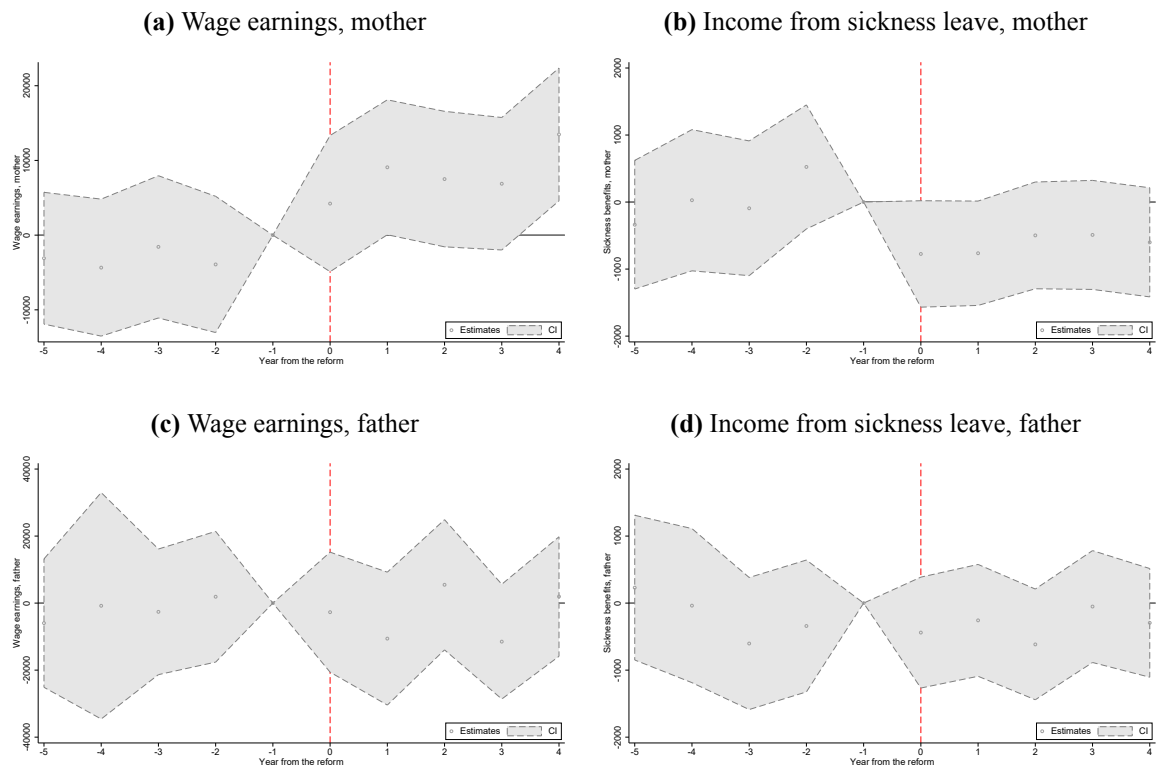 (a) Wage earnings, mother
Wage earnings, mother
20000
10000
0
-10000
-5 -4 -3 -2 -1 0 1 2 3 4
Year from the reform
Estimates CI
(b) Income from sickness leave, mother
Sickness benefits, mother
2000
1000
0
-1000
-2000
-5 -4 -3 -2 -1 0 1 2 3 4
Year from the reform
Estimates CI
(c) Wage earnings, father
Wage earnings, father
40000
20000
0
-20000
-40000
-5 -4 -3 -2 -1 0 1 2 3 4
Year from the reform
Estimates CI
(d) Income from sickness leave, father
Sickness benefits, father
2000
1000
0
-1000
-2000
-5 -4 -3 -2 -1 0 1 2 3 4
Year from the reform
Estimates CI